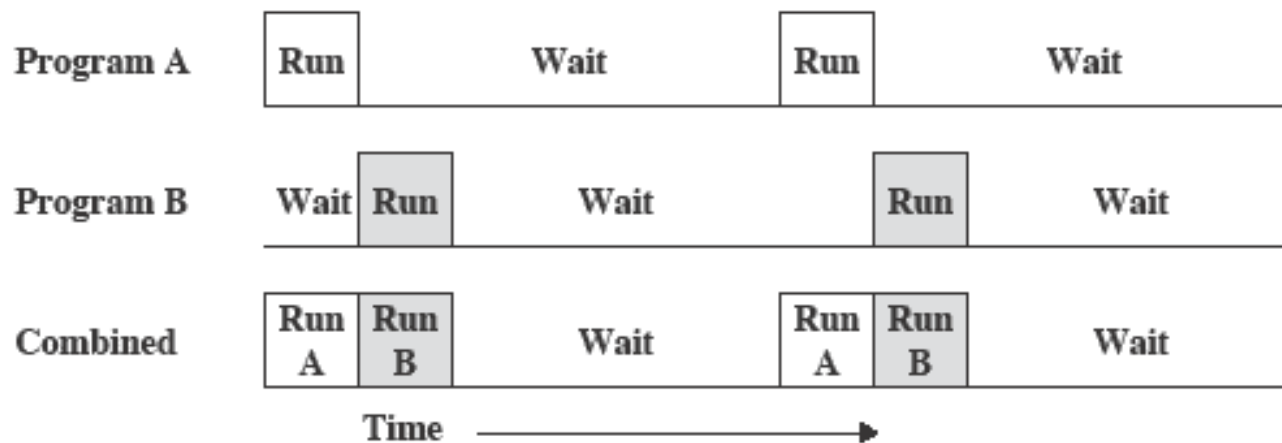 Program A Run Wait Run Wait
Program B Wait Run Wait Run Wait
Combined Run A Run B Wait Run A Run B Wait
Time